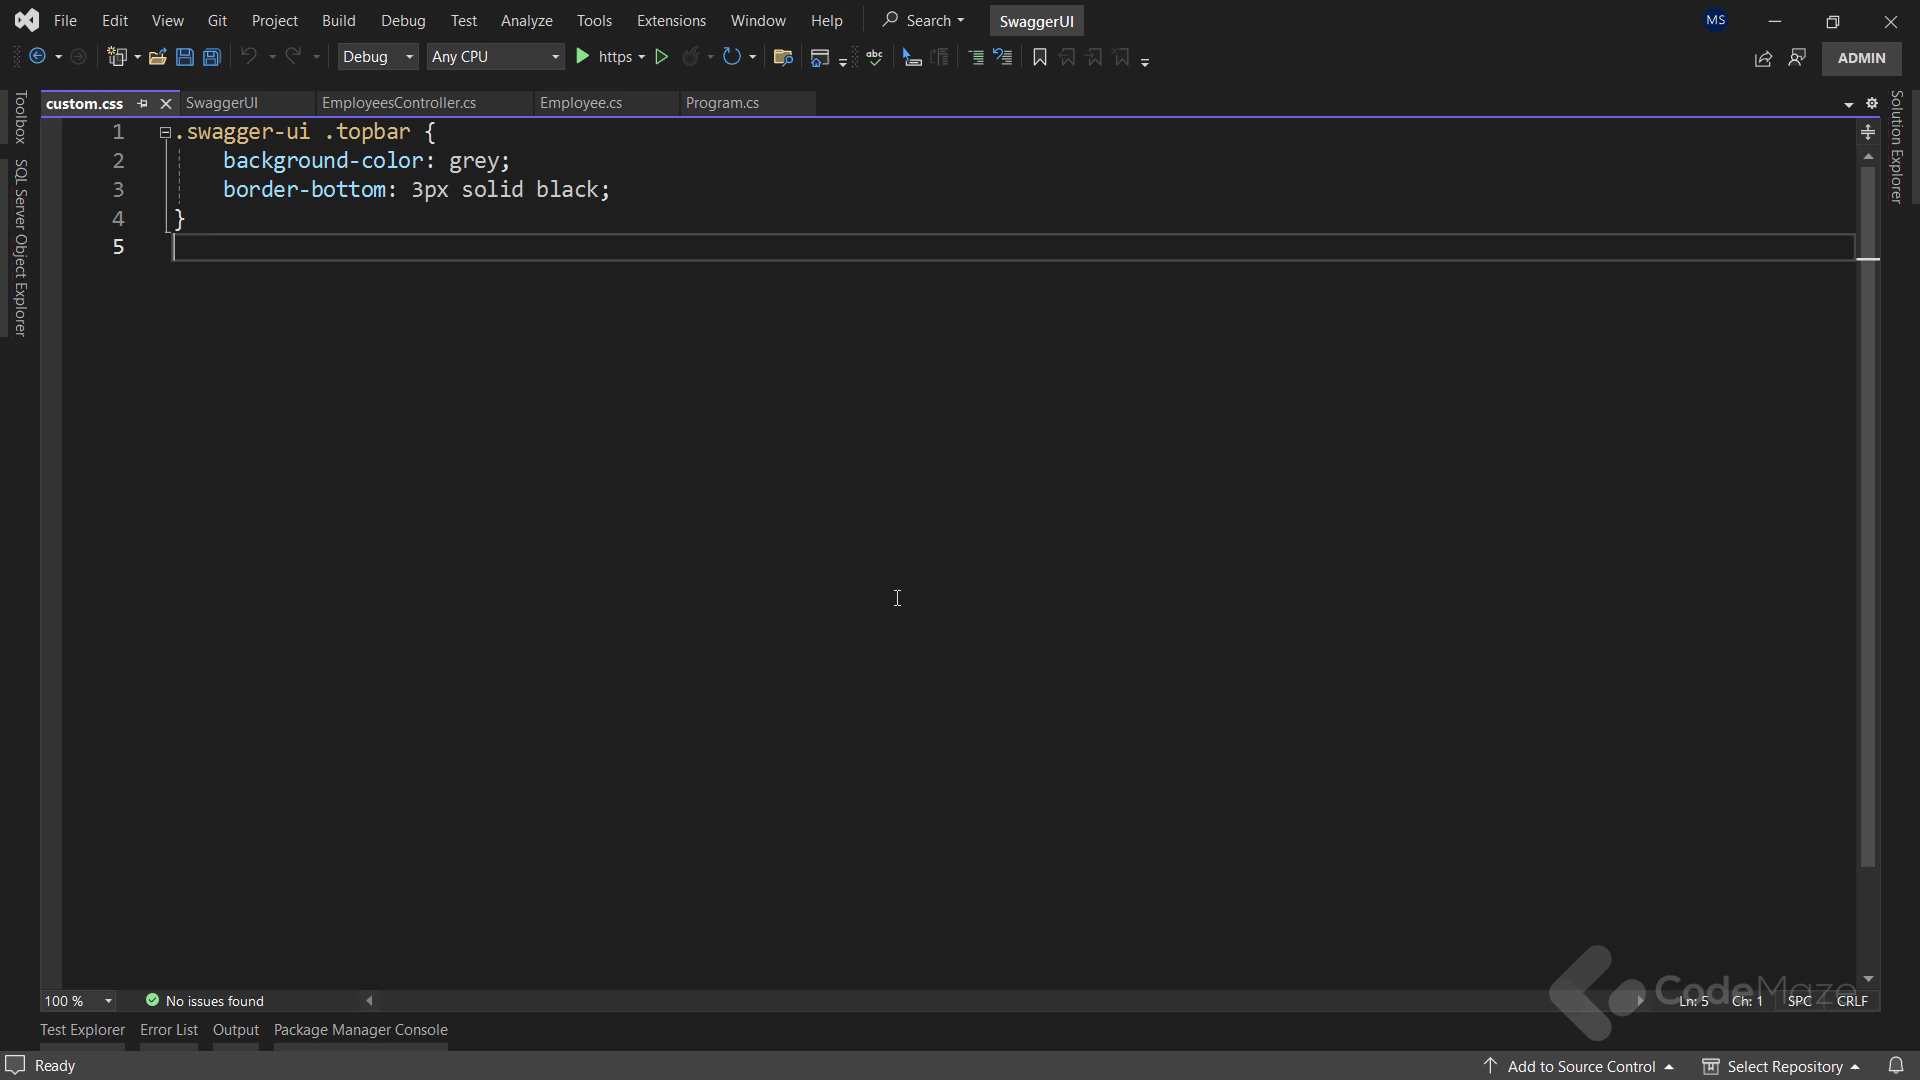 File Edit View Git Project Build Debug Test Analyze Tools Extensions Window Help Search SwaggerUI MS
Debug Any CPU https abc ADMIN
custom.css SwaggerUI EmployeesController.cs Employee.cs Program.cs
Toolbox
SQL Server Object Explorer
Solution Explorer
1 .swagger-ui .topbar {
2 background-color: grey;
3 border-bottom: 3px solid black;
4 }
5
100 % No issues found Ln: 5 Ch: 1 SPC CRLF
CodeMaze
Test Explorer Error List Output Package Manager Console
Ready Add to Source Control Select Repository